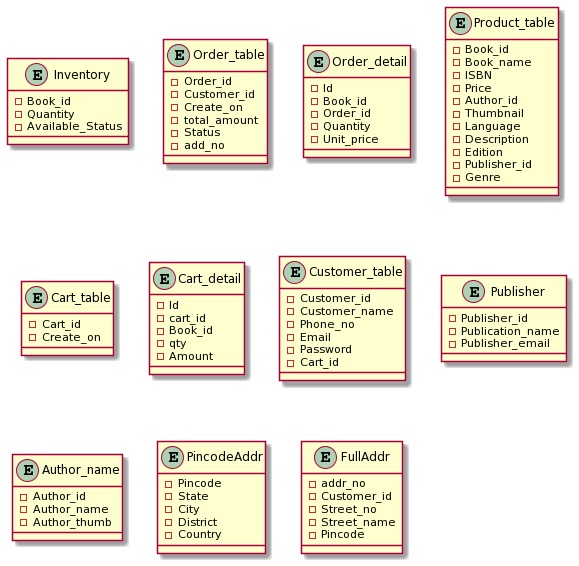 E Inventory
Book_id
Quantity
Available_Status
E Order_table
Order_id
Customer_id
Create_on
total_amount
Status
add_no
E Order_detail
Id
Book_id
Order_id
Quantity
Unit_price
E Product_table
Book_id
Book_name
ISBN
Price
Author_id
Thumbnail
Language
Description
Edition
Publisher_id
Genre
E Cart_table
Cart_id
Create_on
E Cart_detail
Id
cart_id
Book_id
qty
Amount
E Customer_table
Customer_id
Customer_name
Phone_no
Email
Password
Cart_id
E Publisher
Publisher_id
Publication_name
Publisher_email
E Author_name
Author_id
Author_name
Author_thumb
E PincodeAddr
Pincode
State
City
District
Country
E FullAddr
addr_no
Customer_id
Street_no
Street_name
Pincode